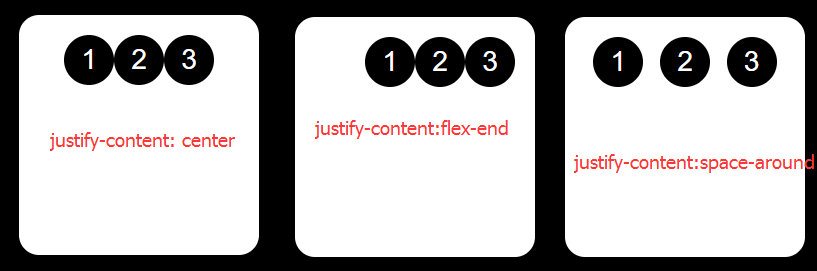 1 2 3
justify-content: center
1 2 3
justify-content:flex-end
1 2 3
justify-content:space-around